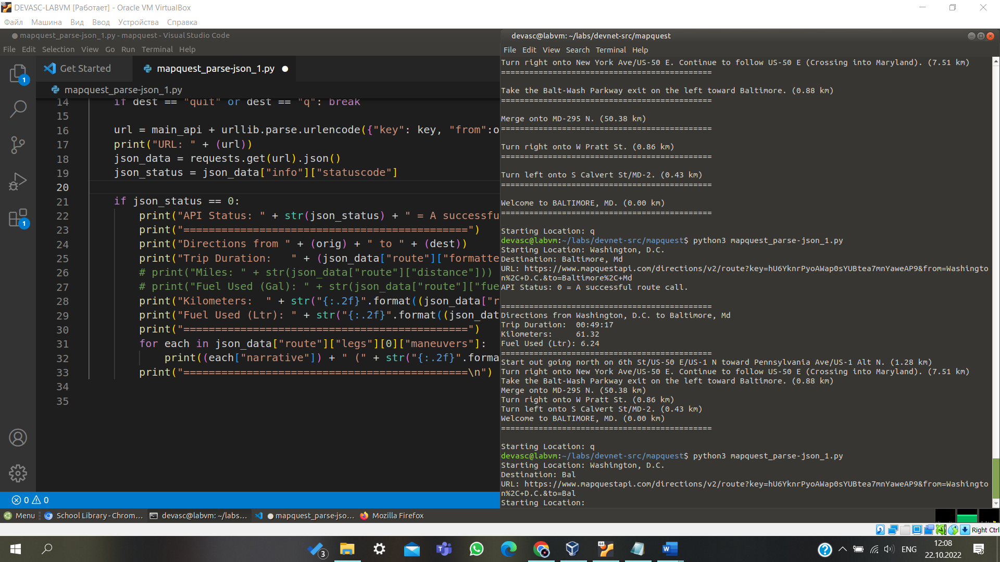 DEVASC-LABVM [Работает] - Oracle VM VirtualBox
Файл Машина Вид Ввод Устройства Справка
mapquest_parse-json_1.py - mapquest - Visual Studio Code
File Edit Selection View Go Run Terminal Help
Get Started
mapquest_parse-json_1.py
mapquest_parse-json_1.py
14 if dest == "quit" or dest == "q": break
15
16 url = main_api + urllib.parse.urlencode({"key": key, "from":o
17 print("URL: " + (url))
18 json_data = requests.get(url).json()
19 json_status = json_data["info"]["statuscode"]
20
21 if json_status == 0:
22 print("API Status: " + str(json_status) + " = A successfu
23 print("=============================================")
24 print("Directions from " + (orig) + " to " + (dest))
25 print("Trip Duration:   " + (json_data["route"]["formatte
26 # print("Miles: " + str(json_data["route"]["distance"]))
27 # print("Fuel Used (Gal): " + str(json_data["route"]["fue
28 print("Kilometers:  " + str("{:.2f}".format((json_data["r
29 print("Fuel Used (Ltr): " + str("{:.2f}".format((json_dat
30 print("=============================================")
31 for each in json_data["route"]["legs"][0]["maneuvers"]:
32 print((each["narrative"]) + " (" + str("{:.2f}".forma
33 print("=============================================\n")
34
35
1
1
0 0
devasc@labvm: ~/labs/devnet-src/mapquest
File Edit View Search Terminal Help
Turn right onto New York Ave/US-50 E. Continue to follow US-50 E (Crossing into Maryland). (7.51 km)
=============================================
Take the Balt-Wash Parkway exit on the left toward Baltimore. (0.88 km)
=============================================
Merge onto MD-295 N. (50.38 km)
=============================================
Turn right onto W Pratt St. (0.86 km)
=============================================
Turn left onto S Calvert St/MD-2. (0.43 km)
=============================================
Welcome to BALTIMORE, MD. (0.00 km)
=============================================
Starting Location: q
devasc@labvm:~/labs/devnet-src/mapquest$ python3 mapquest_parse-json_1.py
Starting Location: Washington, D.C.
Destination: Baltimore, Md
URL: https://www.mapquestapi.com/directions/v2/route?key=hU6YknrPyoAWap0sYUBtea7mnYaweAP9&from=Washingto
n%2C+D.C.&to=Baltimore%2C+Md
API Status: 0 = A successful route call.
=============================================
Directions from Washington, D.C. to Baltimore, Md
Trip Duration:  00:49:17
Kilometers:     61.32
Fuel Used (Ltr): 6.24
=============================================
Start out going north on 6th St/US-50 E/US-1 N toward Pennsylvania Ave/US-1 Alt N. (1.28 km)
Turn right onto New York Ave/US-50 E. Continue to follow US-50 E (Crossing into Maryland). (7.51 km)
Take the Balt-Wash Parkway exit on the left toward Baltimore. (0.88 km)
Merge onto MD-295 N. (50.38 km)
Turn right onto W Pratt St. (0.86 km)
Turn left onto S Calvert St/MD-2. (0.43 km)
Welcome to BALTIMORE, MD. (0.00 km)
=============================================
Starting Location: q
devasc@labvm:~/labs/devnet-src/mapquest$ python3 mapquest_parse-json_1.py
Starting Location: Washington, D.C.
Destination: Bal
URL: https://www.mapquestapi.com/directions/v2/route?key=hU6YknrPyoAWap0sYUBtea7mnYaweAP9&from=Washingto
n%2C+D.C.&to=Bal
Starting Location:
Menu School Library - Chrom... devasc@labvm: ~/labs... mapquest_parse-jso... Mozilla Firefox
Right Ctrl
3
64
W
ENG
12:08
22.10.2022